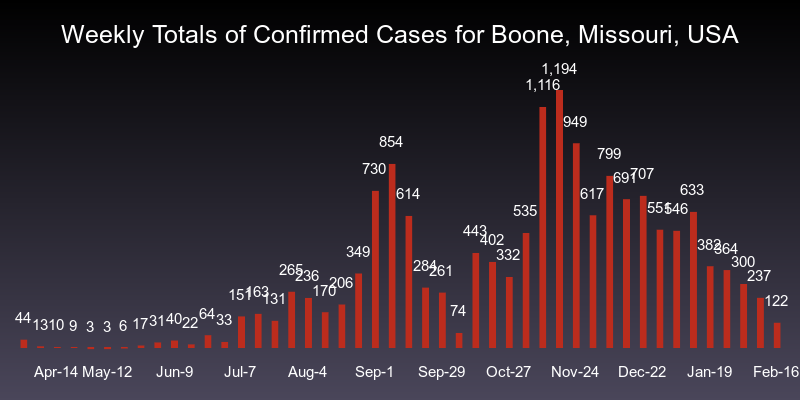 Weekly Totals of Confirmed Cases for Boone, Missouri, USA
44 13 10 9 3 3 6 17 31 40 22 64 33 151 163 131 265 236 170 206 349 730 854 614 284 261 74 443 402 332 535 1,116 1,194 949 617 799 691 707 551 546 633 382 364 300 237 122
Apr-14 May-12 Jun-9 Jul-7 Aug-4 Sep-1 Sep-29 Oct-27 Nov-24 Dec-22 Jan-19 Feb-16